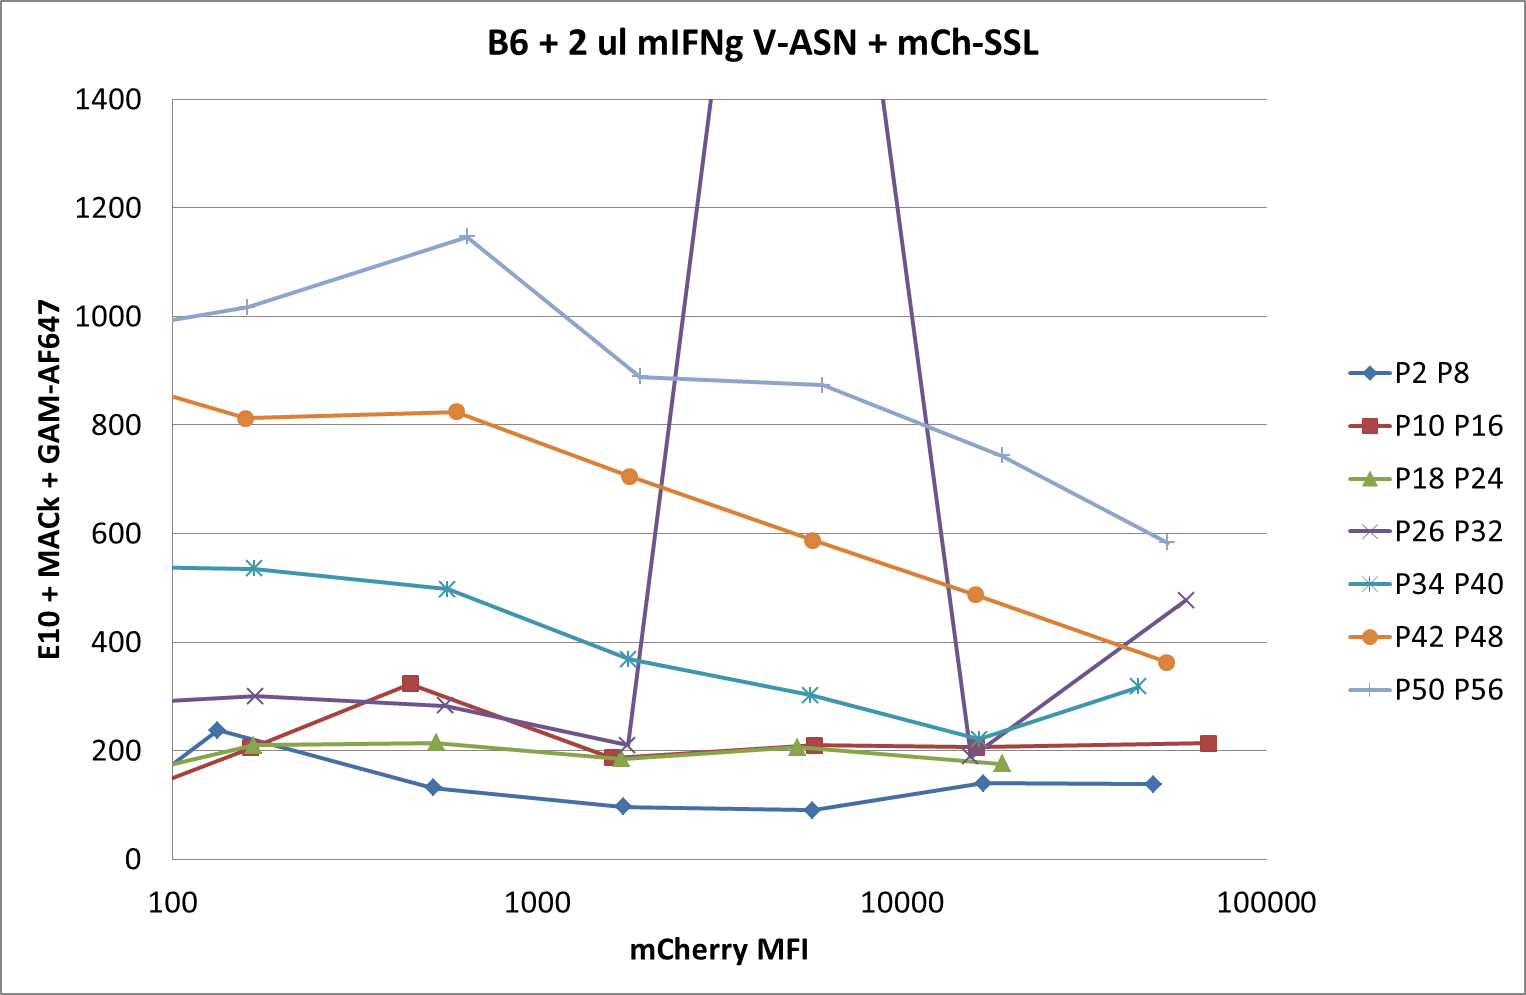 B6 + 2 ul mIFNg V-ASN + mCh-SSL
1400
1200
1000
800
600
400
200
0
E10 + MACk + GAM-AF647
100 1000 10000 100000
mCherry MFI
P2 P8
P10 P16
P18 P24
P26 P32
P34 P40
P42 P48
P50 P56